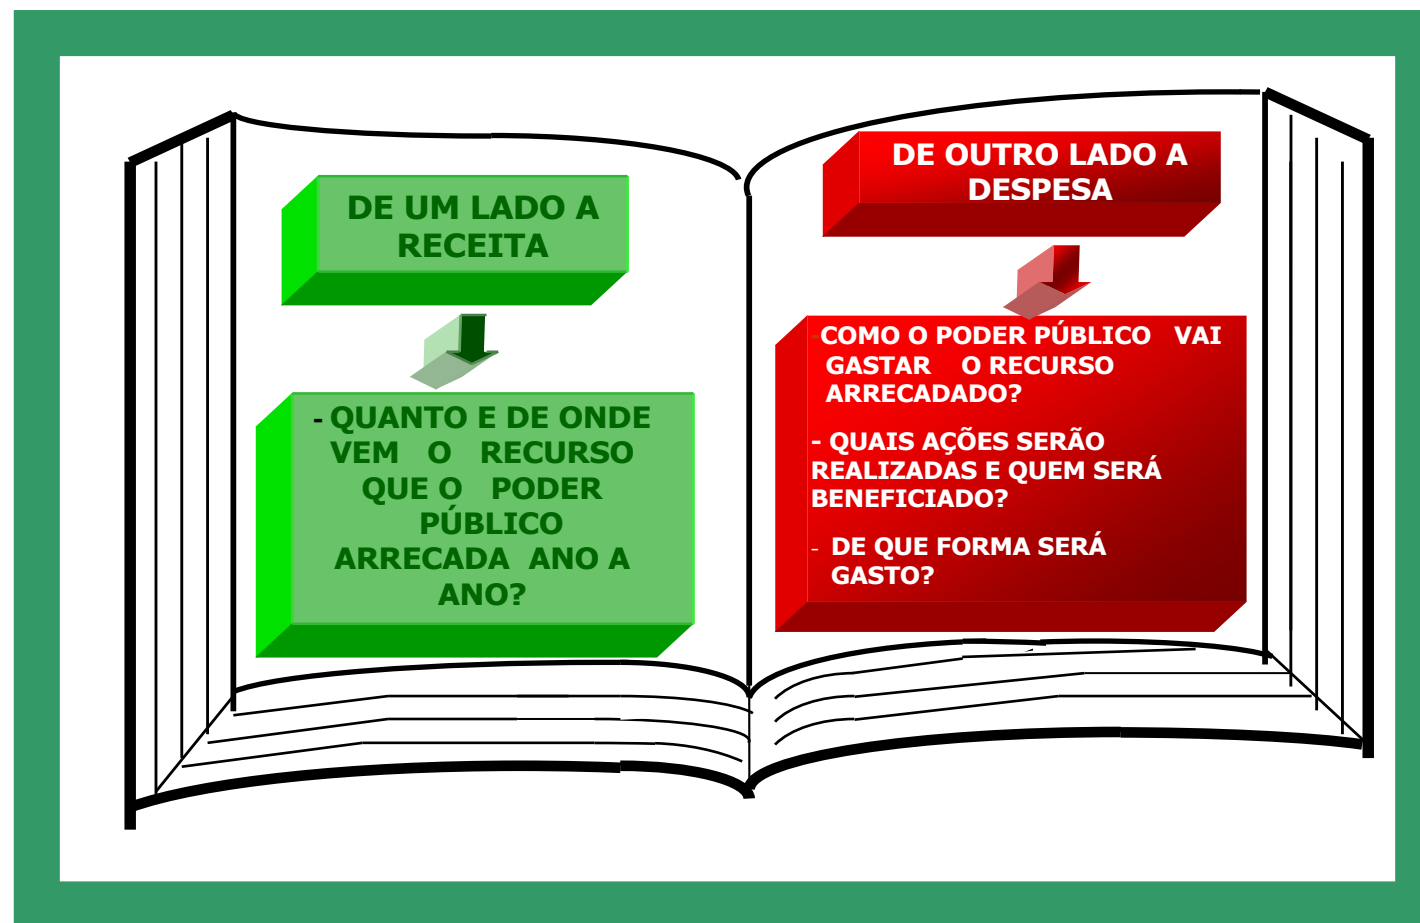 DE UM LADO A
RECEITA
- QUANTO E DE ONDE
VEM O RECURSO
QUE O PODER
PÚBLICO
ARRECADA ANO A
ANO?
DE OUTRO LADO A
DESPESA
-COMO O PODER PÚBLICO VAI
GASTAR O RECURSO
ARRECADADO?
- QUAIS AÇÕES SERÃO
REALIZADAS E QUEM SERÁ
BENEFICIADO?
- DE QUE FORMA SERÁ
GASTO?